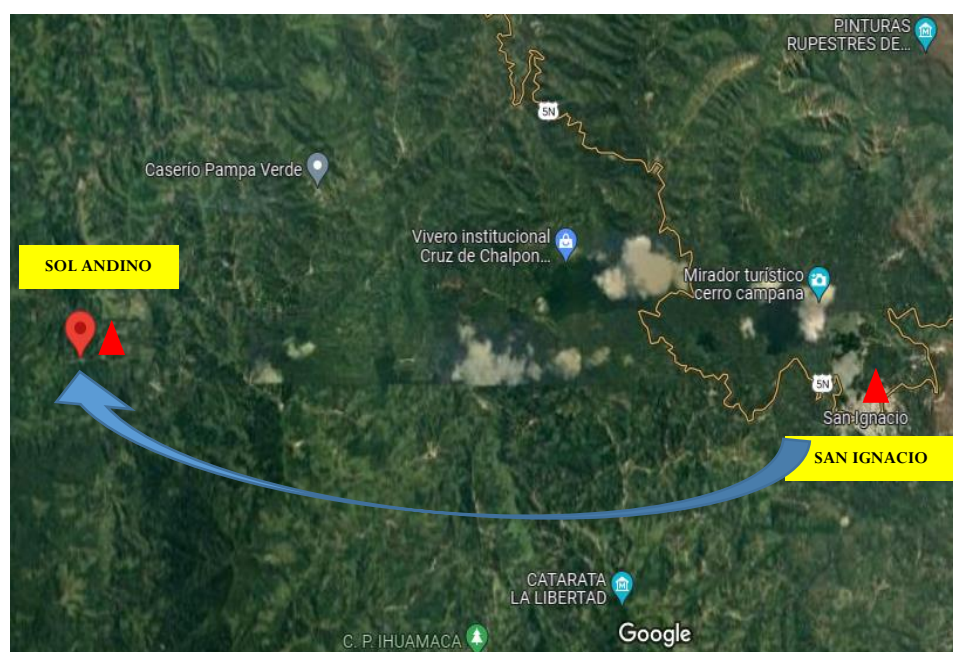 PINTURAS
RUPESTRES DE...
5N
Caserío Pampa Verde
Vivero institucional
Cruz de Chalpon...
SOL ANDINO
Mirador turístico
cerro campana
5N
San Ignacio
SAN IGNACIO
CATARATA
LA LIBERTAD
C. P. IHUAMACA
Google